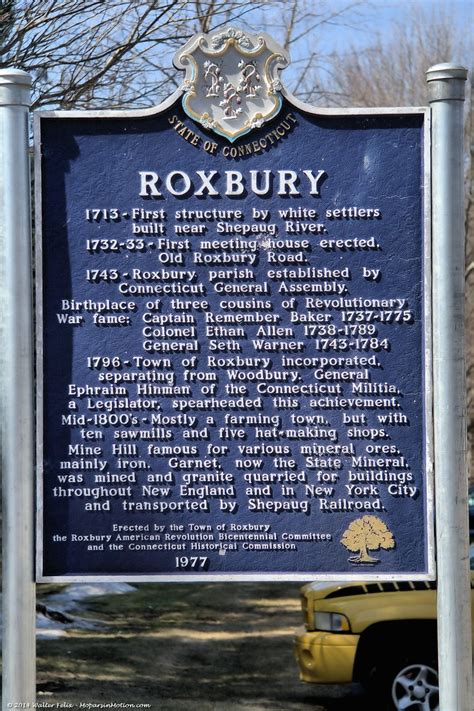 STATE OF CONNECTICUT
ROXBURY
1713 - First structure by white settlers
built near Shepaug River.
1732-33 - First meeting house erected,
Old Roxbury Road.
1743 - Roxbury parish established by
Connecticut General Assembly.
Birthplace of three cousins of Revolutionary
War fame: Captain Remember Baker 1737-1775
Colonel Ethan Allen 1738-1789
General Seth Warner 1743-1784
1796 - Town of Roxbury incorporated,
separating from Woodbury. General
Ephraim Hinman of the Connecticut Militia,
a Legislator, spearheaded this achievement.
Mid-1800's - Mostly a farming town, but with
ten sawmills and five hat-making shops.
Mine Hill famous for various mineral ores,
mainly iron. Garnet, now the State Mineral,
was mined and granite quarried for buildings
throughout New England and in New York City
and transported by Shepaug Railroad.
Erected by the Town of Roxbury
the Roxbury American Revolution Bicentennial Committee
and the Connecticut Historical Commission
1977
© 2014 Walter Felix - MoparsinMotion.com